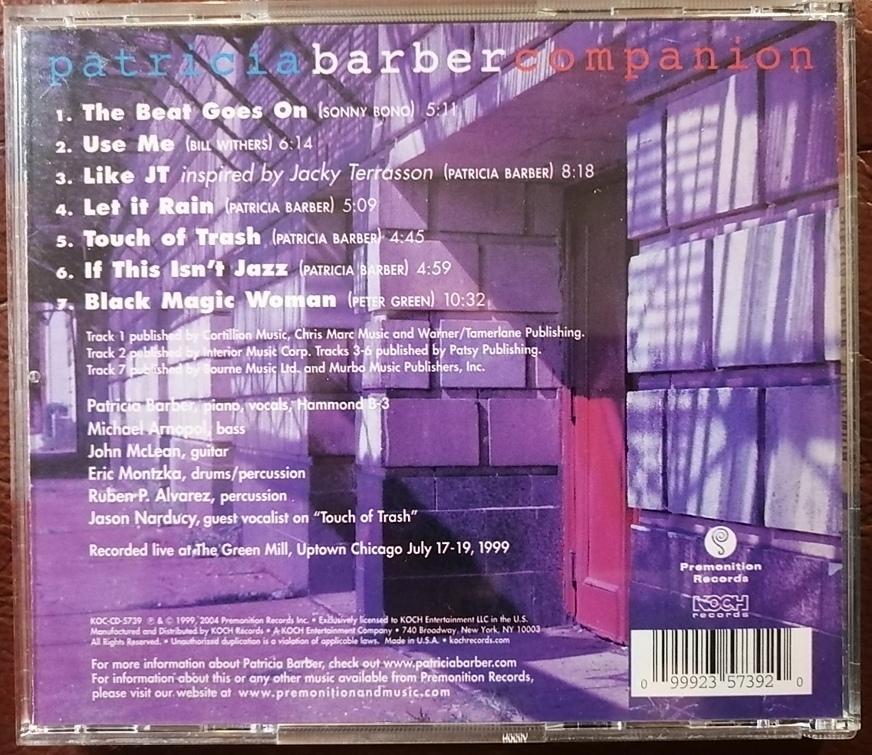 patriciabarbercompanion
1. The Beat Goes On (SONNY BONO) 5:11
2. Use Me (BILL WITHERS) 6:14
3. Like JT inspired by Jacky Terrasson (PATRICIA BARBER) 8:18
4. Let it Rain (PATRICIA BARBER) 5:09
5. Touch of Trash (PATRICIA BARBER) 4:45
6. If This Isn't Jazz (PATRICIA BARBER) 4:59
7. Black Magic Woman (PETER GREEN) 10:32
Track 1 published by Cortillion Music, Chris Marc Music and Warner/Tamerlane Publishing.
Track 2 published by Interior Music Corp. Tracks 3-6 published by Patsy Publishing.
Track 7 published by Bourne Music Ltd. and Murbo Music Publishers, Inc.
Patricia Barber, piano, vocals, Hammond B-3
Michael Arnopol, bass
John McLean, guitar
Eric Montzka, drums/percussion
Ruben P. Alvarez, percussion
Jason Narducy, guest vocalist on "Touch of Trash"
Recorded live at The Green Mill, Uptown Chicago July 17-19, 1999
Premonition
Records
KOCH
records
KOC-CD-5739 ℗ & © 1999, 2004 Premonition Records Inc. • Exclusively licensed to KOCH Entertainment LLC in the U.S.
Manufactured and Distributed by KOCH Records • A KOCH Entertainment Company • 740 Broadway, New York, NY 10003
All Rights Reserved. • Unauthorized duplication is a violation of applicable laws. Made in U.S.A. • kochrecords.com
For more information about Patricia Barber, check out www.patriciabarber.com
For information about this or any other music available from Premonition Records,
please visit our website at www.premonitionandmusic.com
0 99923 57392 0